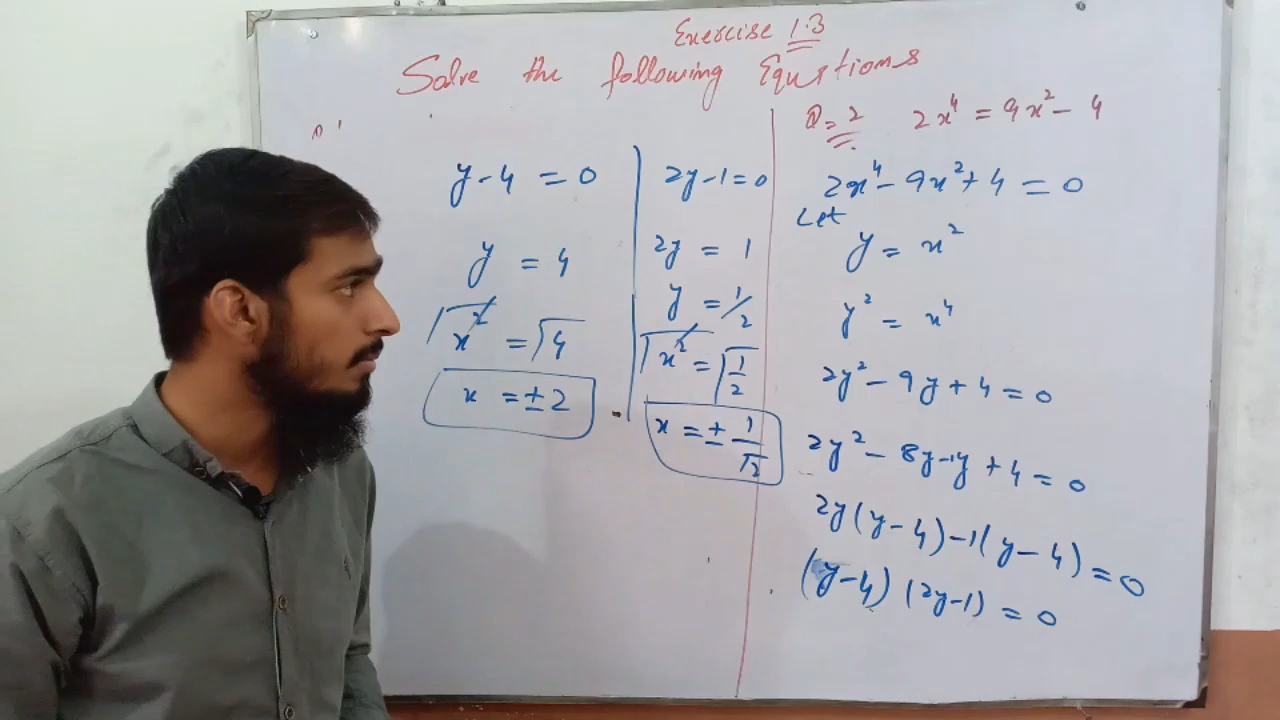 Exercise 1.3
Solve the following Equstions
Q=2 2x⁴ = 9x² - 4
2x⁴ - 9x² + 4 = 0
Let
y = x²
y² = x⁴
2y² - 9y + 4 = 0
2y² - 8y - 1y + 4 = 0
2y(y-4) - 1(y-4) = 0
(y-4) (2y-1) = 0
y - 4 = 0
y = 4
√x² = √4
x = ±2
2y - 1 = 0
2y = 1
y = 1/2
√x² = √1/2
x = ± 1/√2